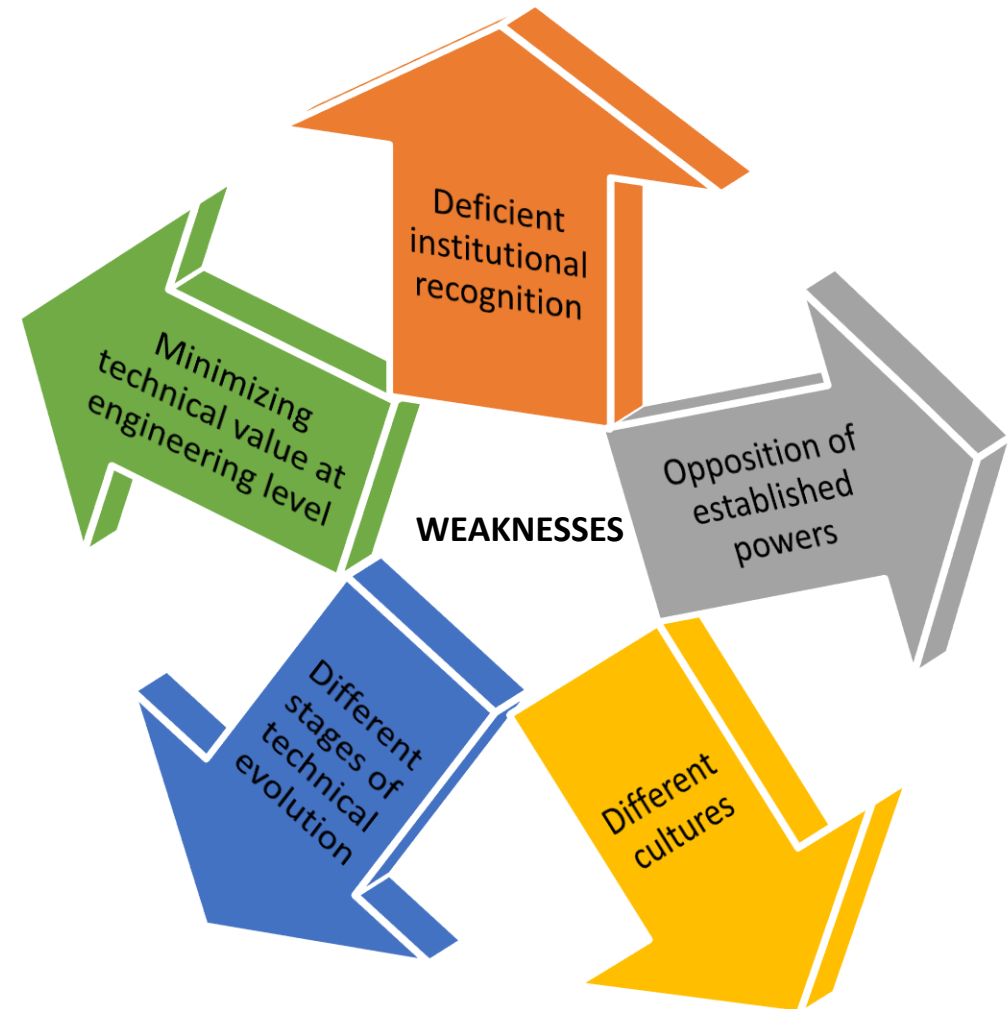 Deficient
institutional
recognition
Opposition of
established
powers
Different
cultures
Different
stages of
technical
evolution
Minimizing
technical value at
engineering level
WEAKNESSES